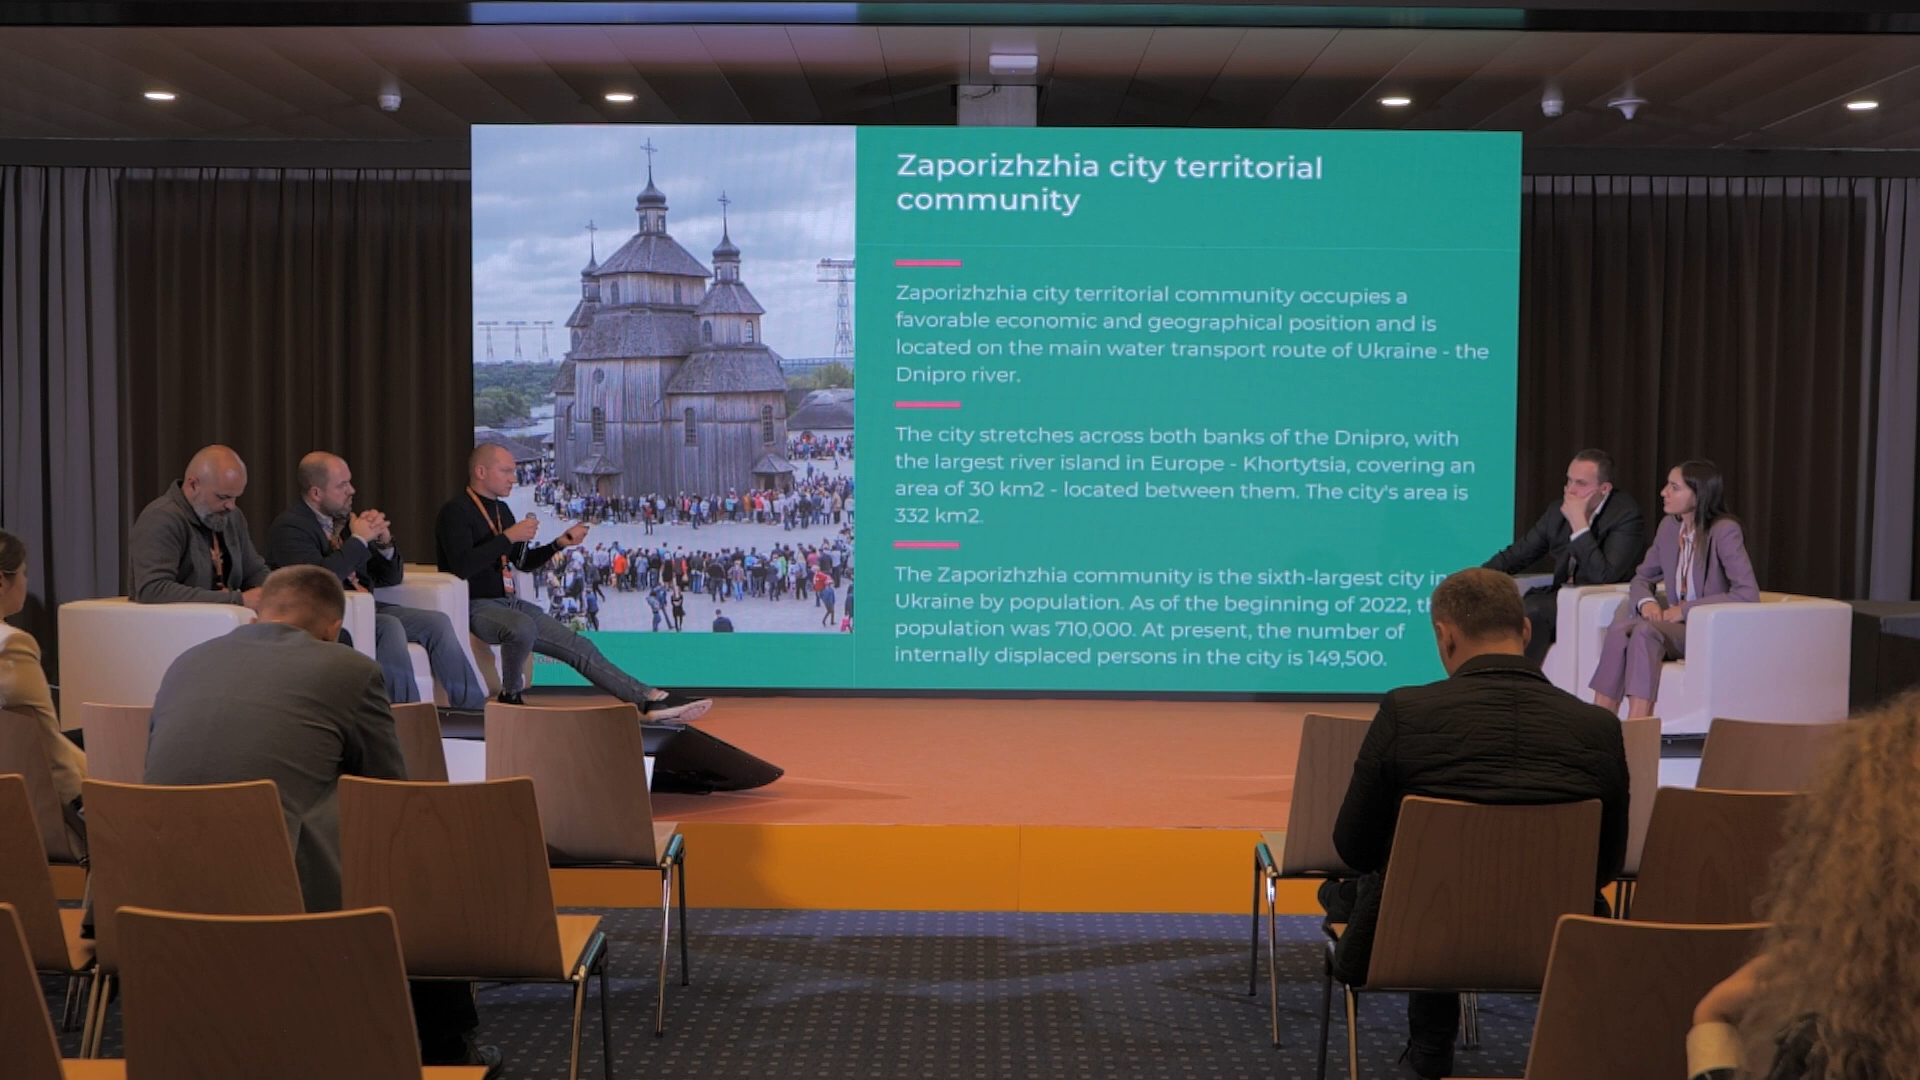 Zaporizhzhia city territorial
community
Zaporizhzhia city territorial community occupies a
favorable economic and geographical position and is
located on the main water transport route of Ukraine - the
Dnipro river.
The city stretches across both banks of the Dnipro, with
the largest river island in Europe - Khortytsia, covering an
area of 30 km2 - located between them. The city's area is
332 km2.
The Zaporizhzhia community is the sixth-largest city in
Ukraine by population. As of the beginning of 2022,
population was 710,000. At present, the number of
internally displaced persons in the city is 149,500.